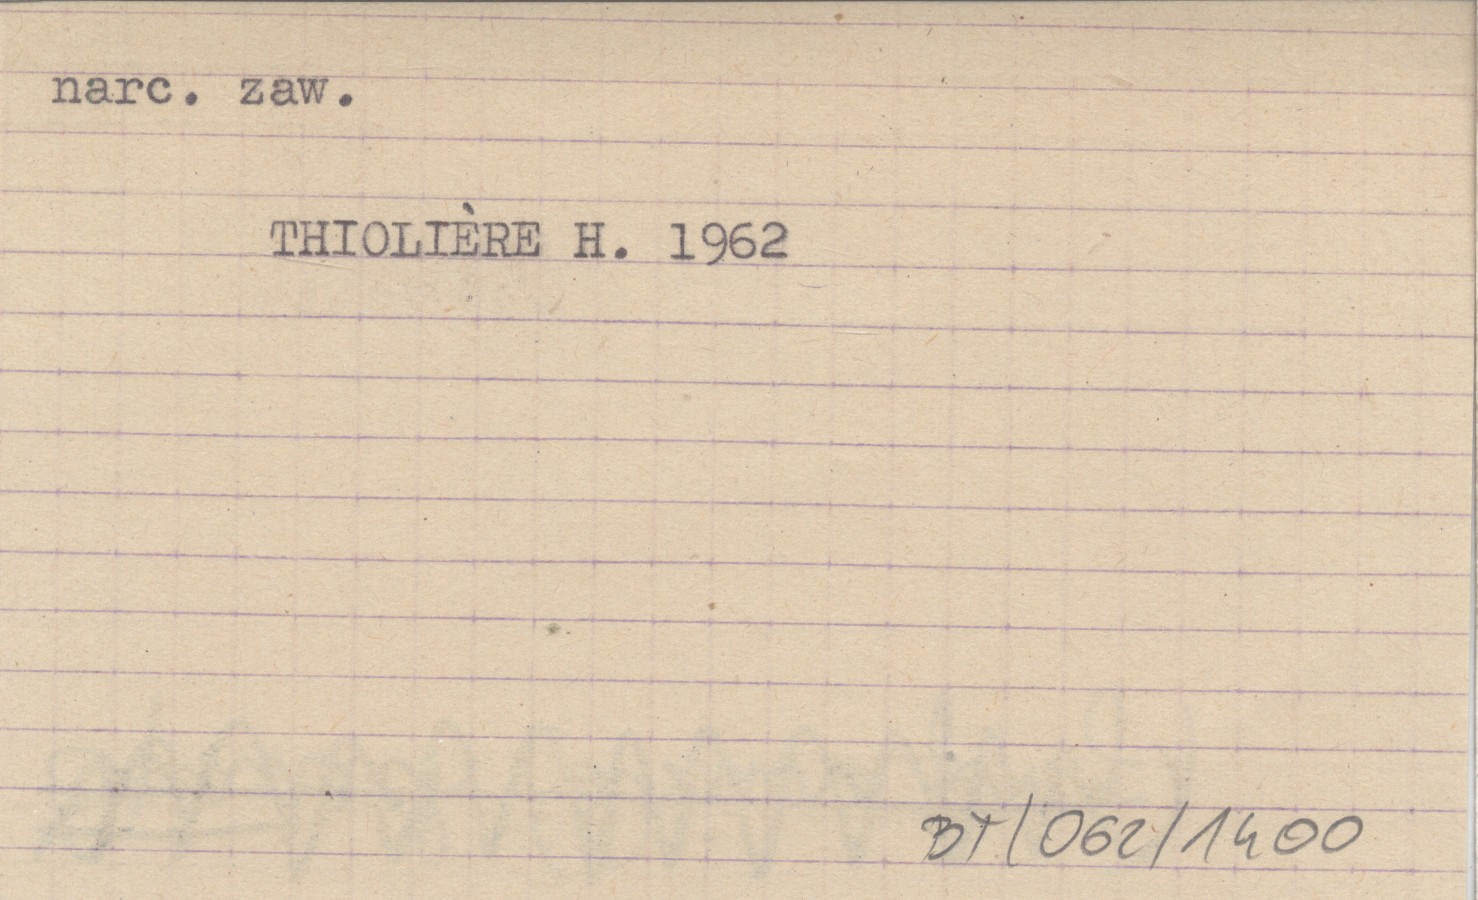 narc. zaw.
THIOLIÈRE H. 1962
BT/062/1400